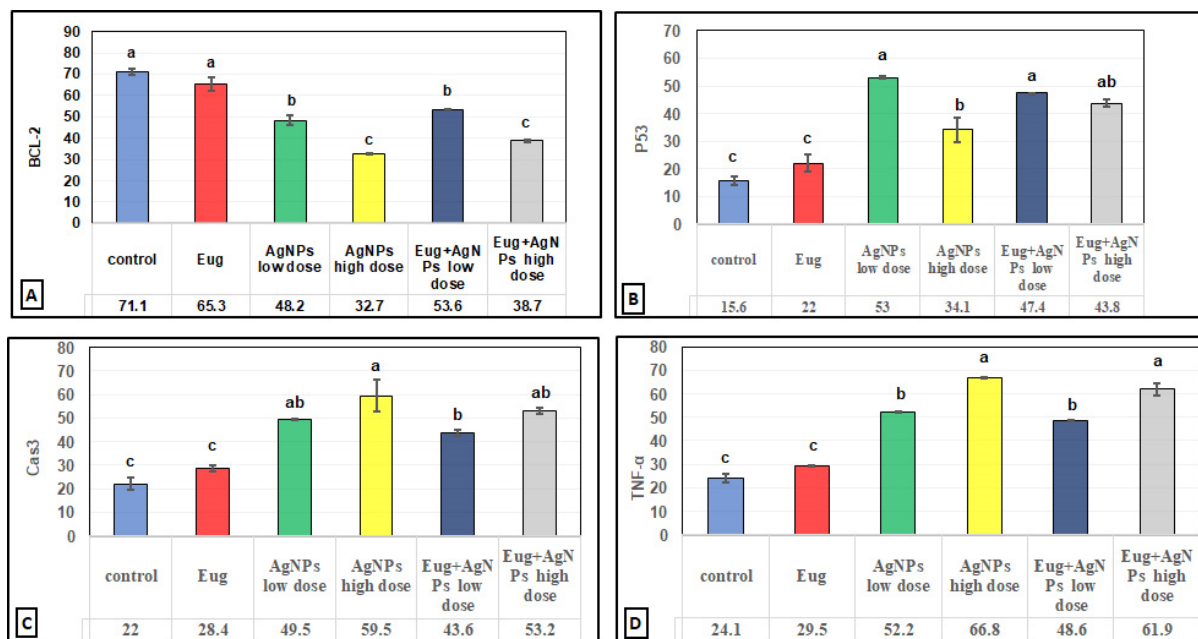 90
80
70
60
50
40
30
20
10
0
BCL-2
a
a
b
c
b
c
control
Eug
AgNPs
low dose
AgNPs
high dose
Eug+AgN
Ps low
dose
Eug+AgN
Ps high
dose
71.1
65.3
48.2
32.7
53.6
38.7
A
70
60
50
40
30
20
10
0
P53
c
c
a
b
a
ab
control
Eug
AgNPs
low dose
AgNPs
high dose
Eug+AgN
Ps low
dose
Eug+AgN
Ps high
dose
15.6
22
53
34.1
47.4
43.8
B
80
70
60
50
40
30
20
10
0
Cas3
c
c
ab
a
b
ab
control
Eug
AgNPs
low dose
AgNPs
high dose
Eug+AgN
Ps low
dose
Eug+AgN
Ps high
dose
22
28.4
49.5
59.5
43.6
53.2
C
80
70
60
50
40
30
20
10
0
TNF-α
c
c
b
a
b
a
control
Eug
AgNPs
low dose
AgNPs
high dose
Eug+AgN
Ps low
dose
Eug+AgN
Ps high
dose
24.1
29.5
52.2
66.8
48.6
61.9
D